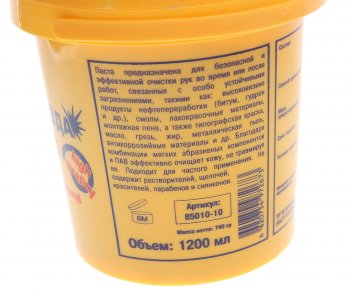 Паста предназначена для безопасной и
эффективной очистки рук во время или после
работ, связанных с особо устойчивыми
загрязнениями, такими как: высоковязкие
продукты нефтепереработки (битум, гудрон
и др.), смолы, лакокрасочные материалы,
монтажная пена, а также типографская краска,
масло, грязь, жир, металлическая пыль,
антикоррозийные материалы и др. Благодаря
комбинации мягких абразивных компонентов
и ПАВ эффективно очищает кожу, не травмируя
ее. Подходит для частого применения. Не
содержит растворителей, щелочей,
красителей, парабенов и силиконов.
6M
Артикул:
85010-10
Масса нетто: 740 гр
Объем: 1200 мл
Состав: